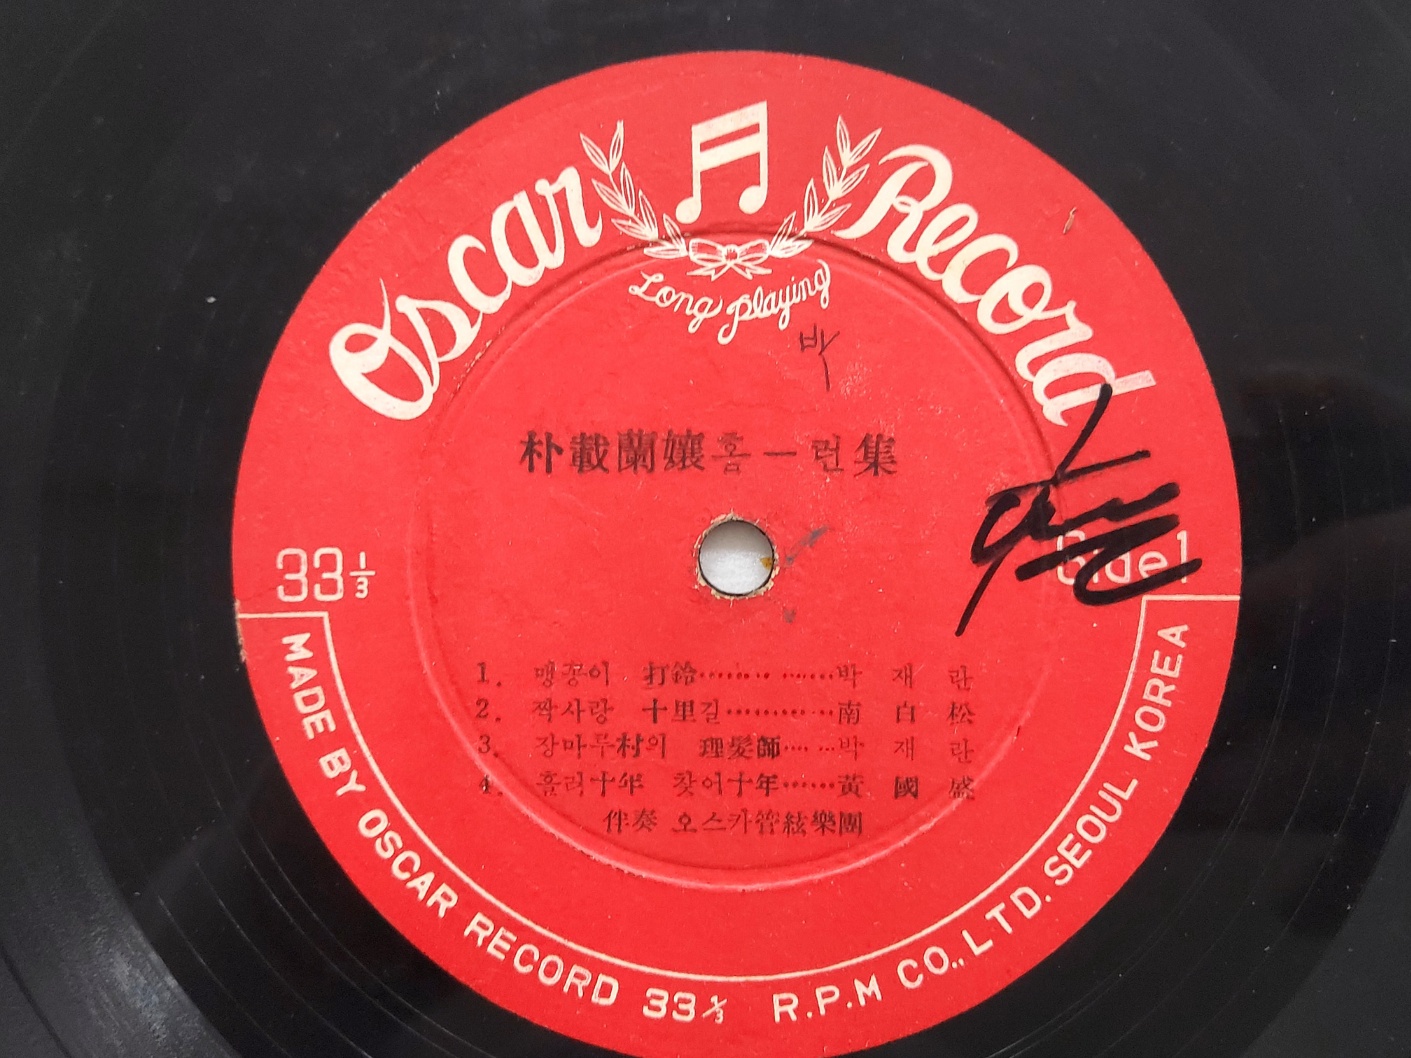 Oscar Record
Long Playing
박
朴載蘭孃홈ー런集
33⅓
Side1
1. 맹꽁이 打鈴……………박 재 란
2. 짝사랑 十里길…………南 白 松
3. 장마루村의 理髮師……박 재 란
4. 흘러十年 찾어十年……黃 國 盛
伴奏 오스카管絃樂團
MADE BY OSCAR RECORD 33⅓ R.P.M CO., LTD. SEOUL KOREA